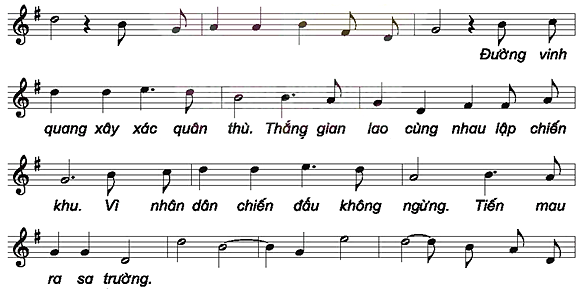 Đường vinh
quang xây xác quân thù. Thắng gian lao cùng nhau lập chiến
khu. Vì nhân dân chiến đấu không ngừng. Tiến mau
ra sa trường.